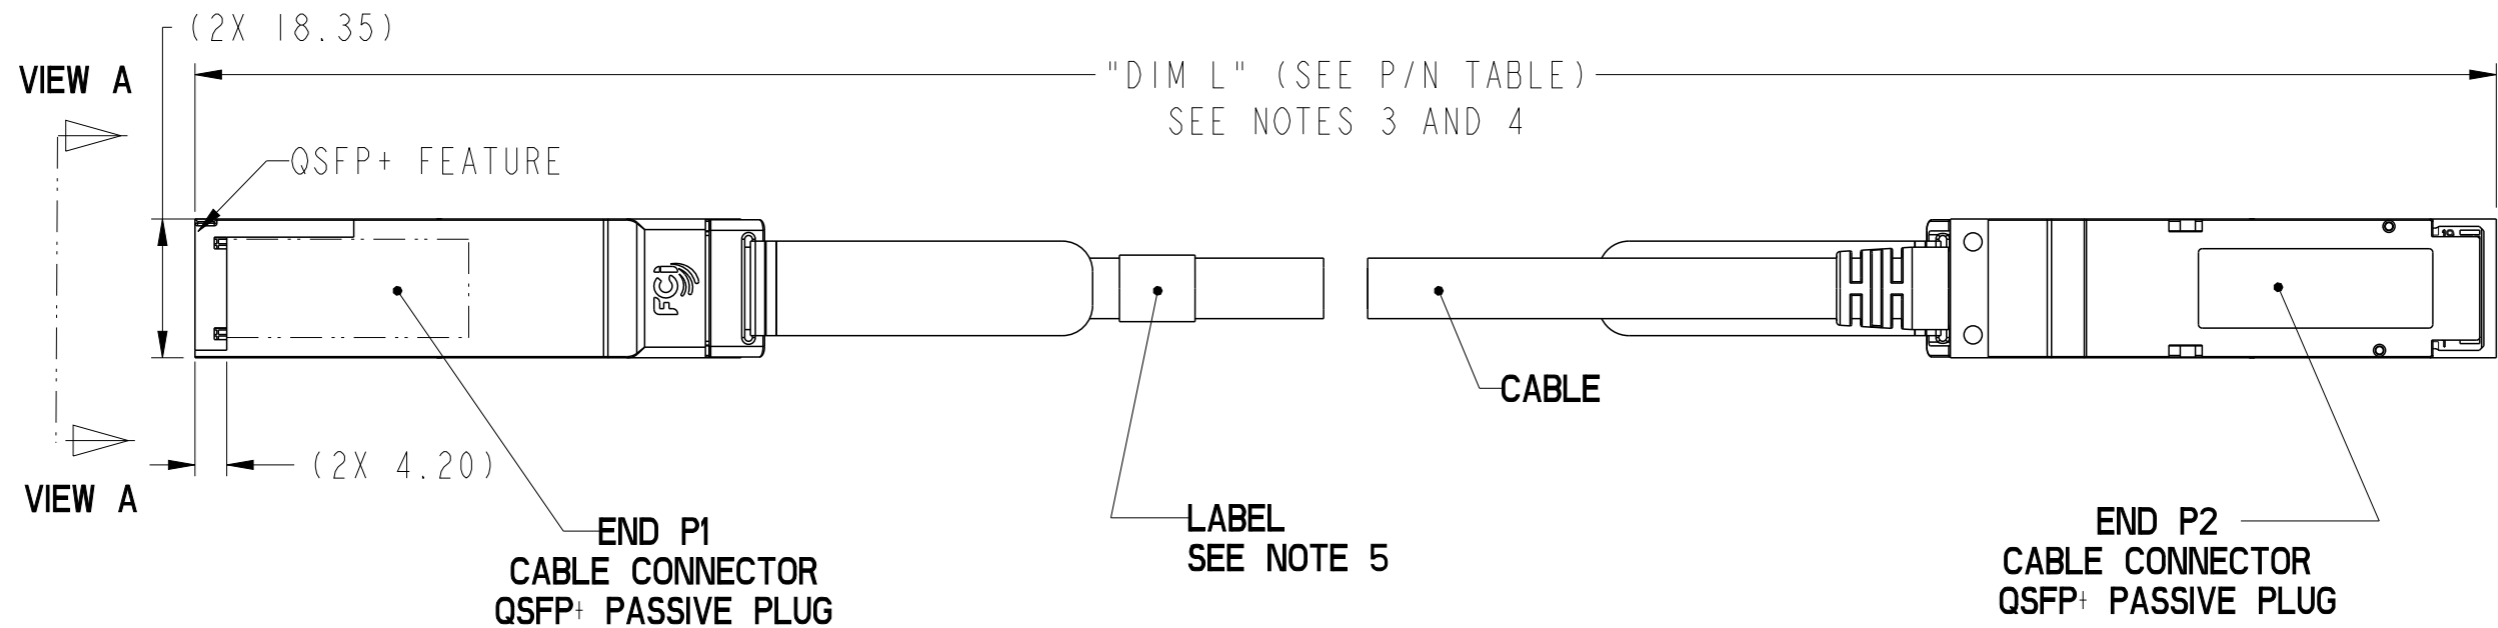 (2X 18.35)
VIEW A
"DIM L" (SEE P/N TABLE)
SEE NOTES 3 AND 4
QSFP+ FEATURE
FCI
CABLE
(2X 4.20)
VIEW A
END P1
CABLE CONNECTOR
QSFP+ PASSIVE PLUG
LABEL
SEE NOTE 5
END P2
CABLE CONNECTOR
QSFP+ PASSIVE PLUG